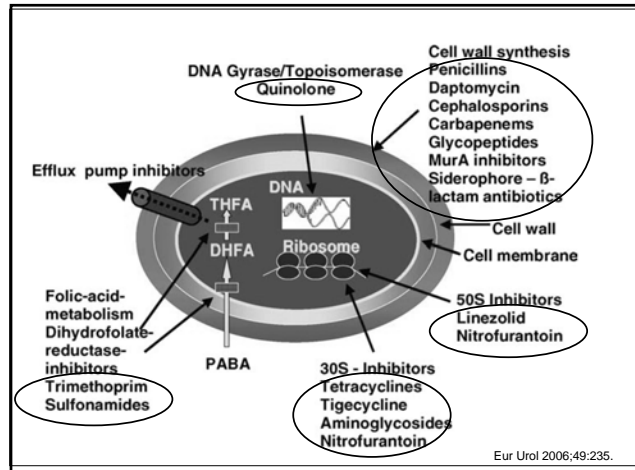 DNA Gyrase/Topoisomerase
Quinolone
Cell wall synthesis
Penicillins
Daptomycin
Cephalosporins
Carbapenems
Glycopeptides
MurA inhibitors
Siderophore – ß-
lactam antibiotics
Efflux pump inhibitors
DNA
THFA
DHFA
Ribosome
Cell wall
Cell membrane
PABA
Folic-acid-
metabolism
Dihydrofolate-
reductase-
inhibitors
Trimethoprim
Sulfonamides
30S - Inhibitors
Tetracyclines
Tigecycline
Aminoglycosides
Nitrofurantoin
50S Inhibitors
Linezolid
Nitrofurantoin
Eur Urol 2006;49:235.